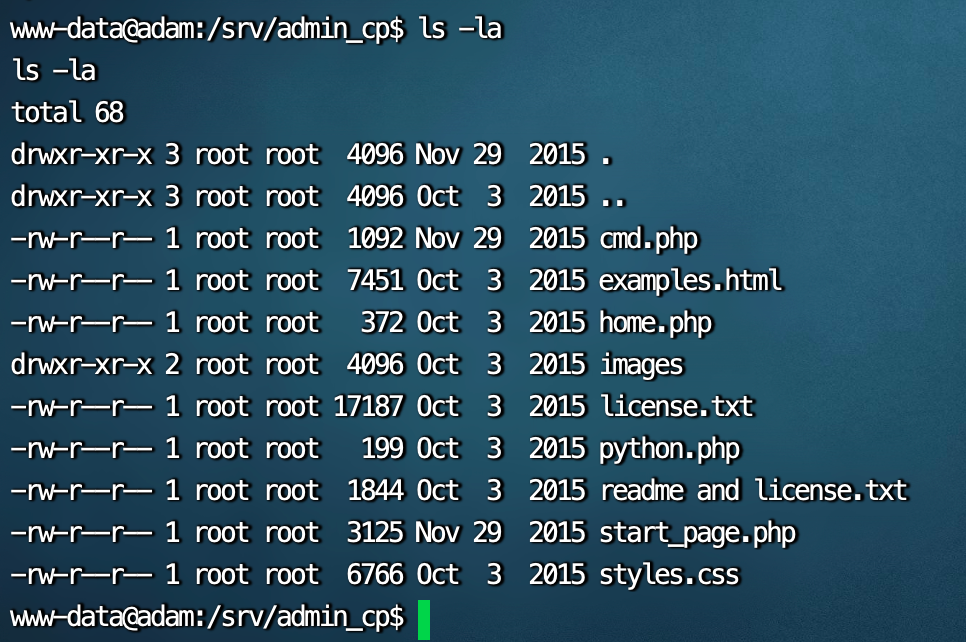 www-data@adam:/srv/admin_cp$ ls -la
ls -la
total 68
drwxr-xr-x 3 root root  4096 Nov 29  2015 .
drwxr-xr-x 3 root root  4096 Oct  3  2015 ..
-rw-r--r-- 1 root root  1092 Nov 29  2015 cmd.php
-rw-r--r-- 1 root root  7451 Oct  3  2015 examples.html
-rw-r--r-- 1 root root   372 Oct  3  2015 home.php
drwxr-xr-x 2 root root  4096 Oct  3  2015 images
-rw-r--r-- 1 root root 17187 Oct  3  2015 license.txt
-rw-r--r-- 1 root root   199 Oct  3  2015 python.php
-rw-r--r-- 1 root root  1844 Oct  3  2015 readme and license.txt
-rw-r--r-- 1 root root  3125 Nov 29  2015 start_page.php
-rw-r--r-- 1 root root  6766 Oct  3  2015 styles.css
www-data@adam:/srv/admin_cp$